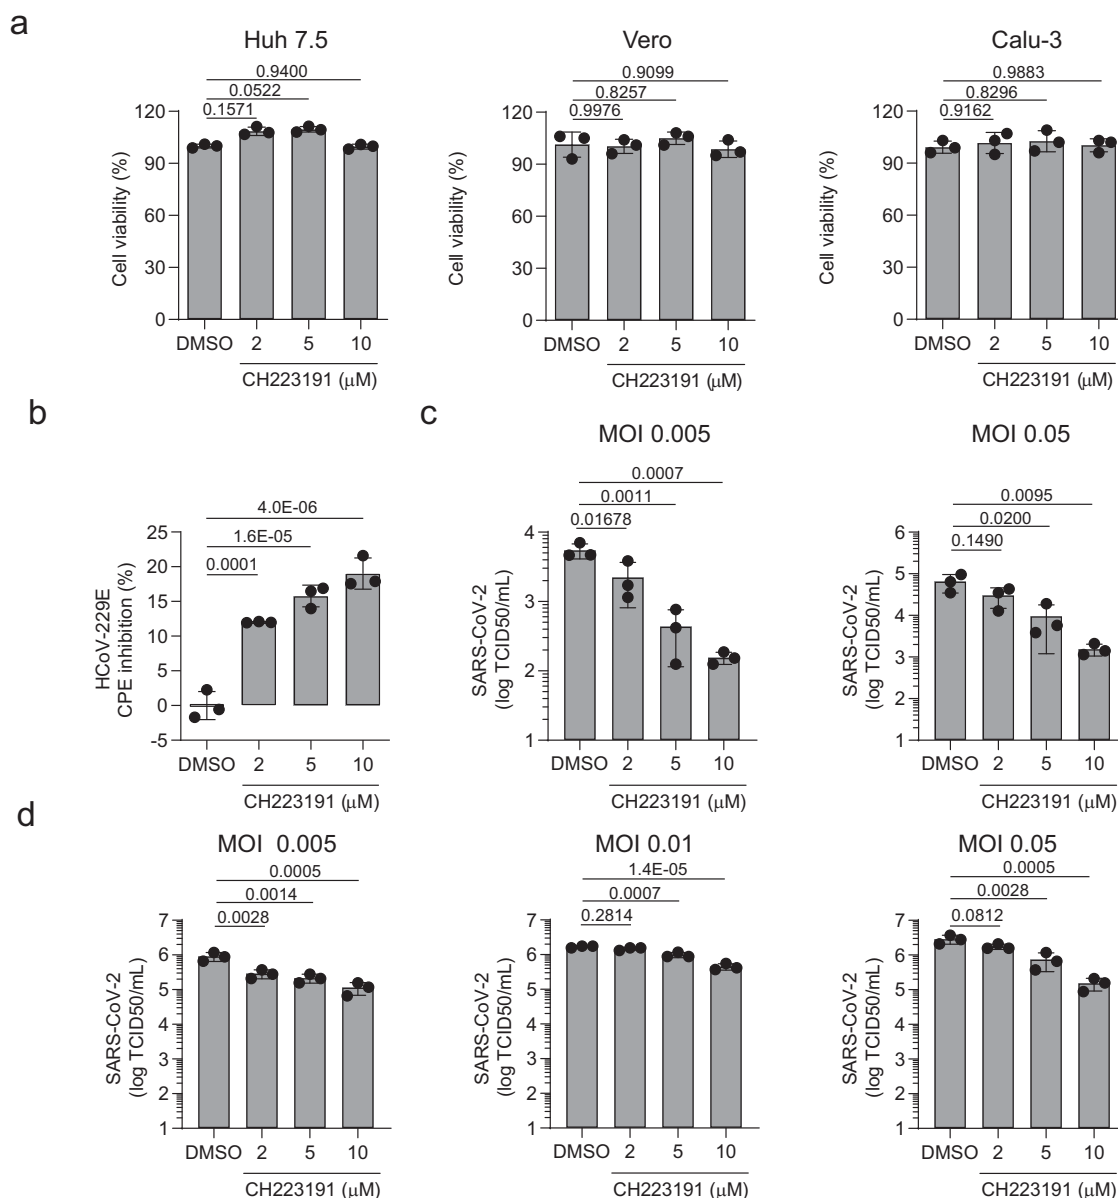 a
Huh 7.5
0.9400
0.0522
0.1571
Cell viability (%)
120
90
60
30
0
DMSO 2 5 10
CH223191 (μM)
Vero
0.9099
0.8257
0.9976
Cell viability (%)
120
90
60
30
0
DMSO 2 5 10
CH223191 (μM)
Calu-3
0.9883
0.8296
0.9162
Cell viability (%)
120
90
60
30
0
DMSO 2 5 10
CH223191 (μM)
b
4.0E-06
1.6E-05
0.0001
HCoV-229E
CPE inhibition (%)
25
20
15
10
5
0
-5
DMSO 2 5 10
CH223191 (μM)
c
MOI 0.005
0.0007
0.0011
0.01678
SARS-CoV-2
(log TCID50/mL)
4
3
2
1
DMSO 2 5 10
CH223191 (μM)
MOI 0.05
0.0095
0.0200
0.1490
SARS-CoV-2
(log TCID50/mL)
6
5
4
3
2
1
DMSO 2 5 10
CH223191 (μM)
d
MOI 0.005
0.0005
0.0014
0.0028
SARS-CoV-2
(log TCID50/mL)
7
6
5
4
3
2
1
DMSO 2 5 10
CH223191 (μM)
MOI 0.01
1.4E-05
0.0007
0.2814
SARS-CoV-2
(log TCID50/mL)
7
6
5
4
3
2
1
DMSO 2 5 10
CH223191 (μM)
MOI 0.05
0.0005
0.0028
0.0812
SARS-CoV-2
(log TCID50/mL)
7
6
5
4
3
2
1
DMSO 2 5 10
CH223191 (μM)